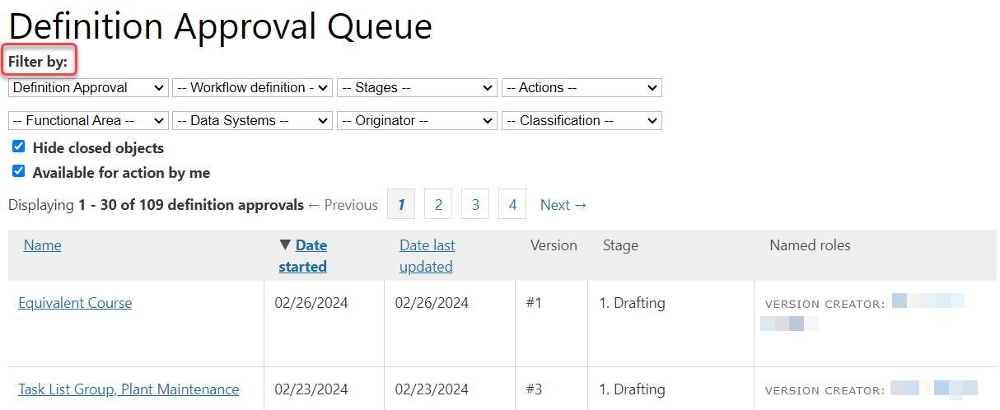 Definition Approval Queue
Filter by:
Definition Approval -- Workflow definition - -- Stages -- -- Actions --
-- Functional Area -- -- Data Systems -- -- Originator -- -- Classification --
Hide closed objects
Available for action by me
Displaying 1 - 30 of 109 definition approvals ← Previous 1 2 3 4 Next →
Name ▼ Date started Date last updated Version Stage Named roles
Equivalent Course 02/26/2024 02/26/2024 #1 1. Drafting VERSION CREATOR:
Task List Group, Plant Maintenance 02/23/2024 02/23/2024 #3 1. Drafting VERSION CREATOR: